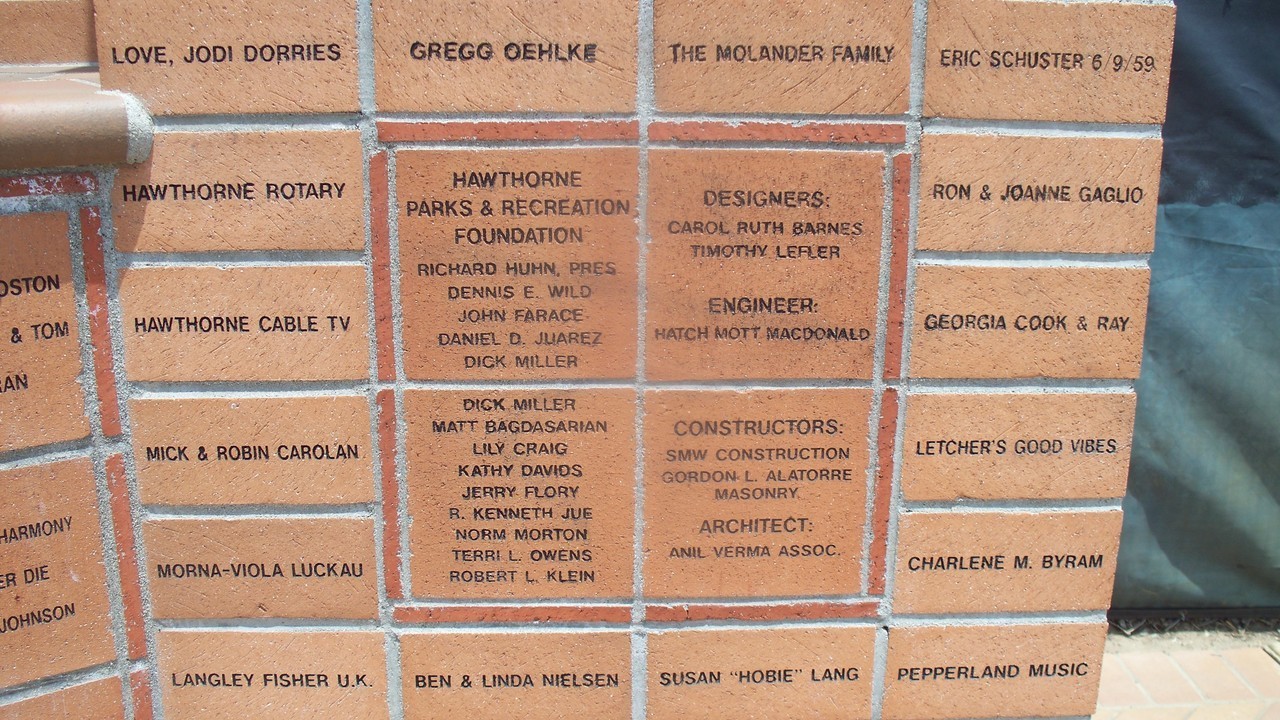 LOVE, JODI DORRIES
GREGG OEHLKE
THE MOLANDER FAMILY
ERIC SCHUSTER 6/9/59
HAWTHORNE ROTARY
HAWTHORNE
PARKS & RECREATION
FOUNDATION
RICHARD HUHN, PRES
DENNIS E. WILD
JOHN FARACE
DANIEL D. JUAREZ
DICK MILLER
DESIGNERS:
CAROL RUTH BARNES
TIMOTHY LEFLER
ENGINEER:
HATCH MOTT MACDONALD
RON & JOANNE GAGLIO
HAWTHORNE CABLE TV
GEORGIA COOK & RAY
& TOM
MICK & ROBIN CAROLAN
DICK MILLER
MATT BAGDASARIAN
LILY CRAIG
KATHY DAVIDS
JERRY FLORY
R. KENNETH JUE
NORM MORTON
TERRI L. OWENS
ROBERT L. KLEIN
CONSTRUCTORS:
SMW CONSTRUCTION
GORDON L. ALATORRE
MASONRY.
ARCHITECT:
ANIL VERMA ASSOC.
LETCHER'S GOOD VIBES
HARMONY
DIE
JOHNSON
MORNA-VIOLA LUCKAU
CHARLENE M. BYRAM
LANGLEY FISHER U.K.
BEN & LINDA NIELSEN
SUSAN "HOBIE" LANG
PEPPERLAND MUSIC